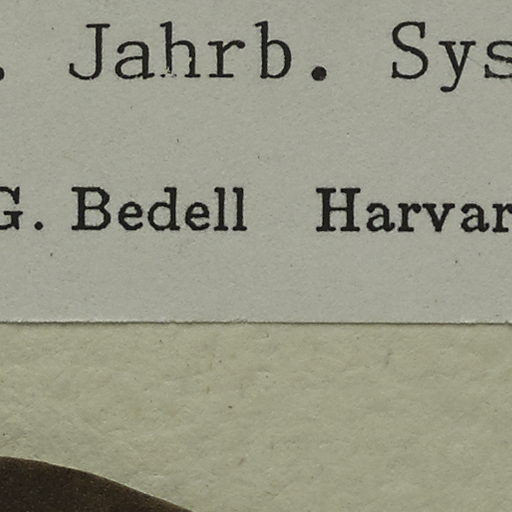 . Jahrb. Sys
G. Bedell Harvar